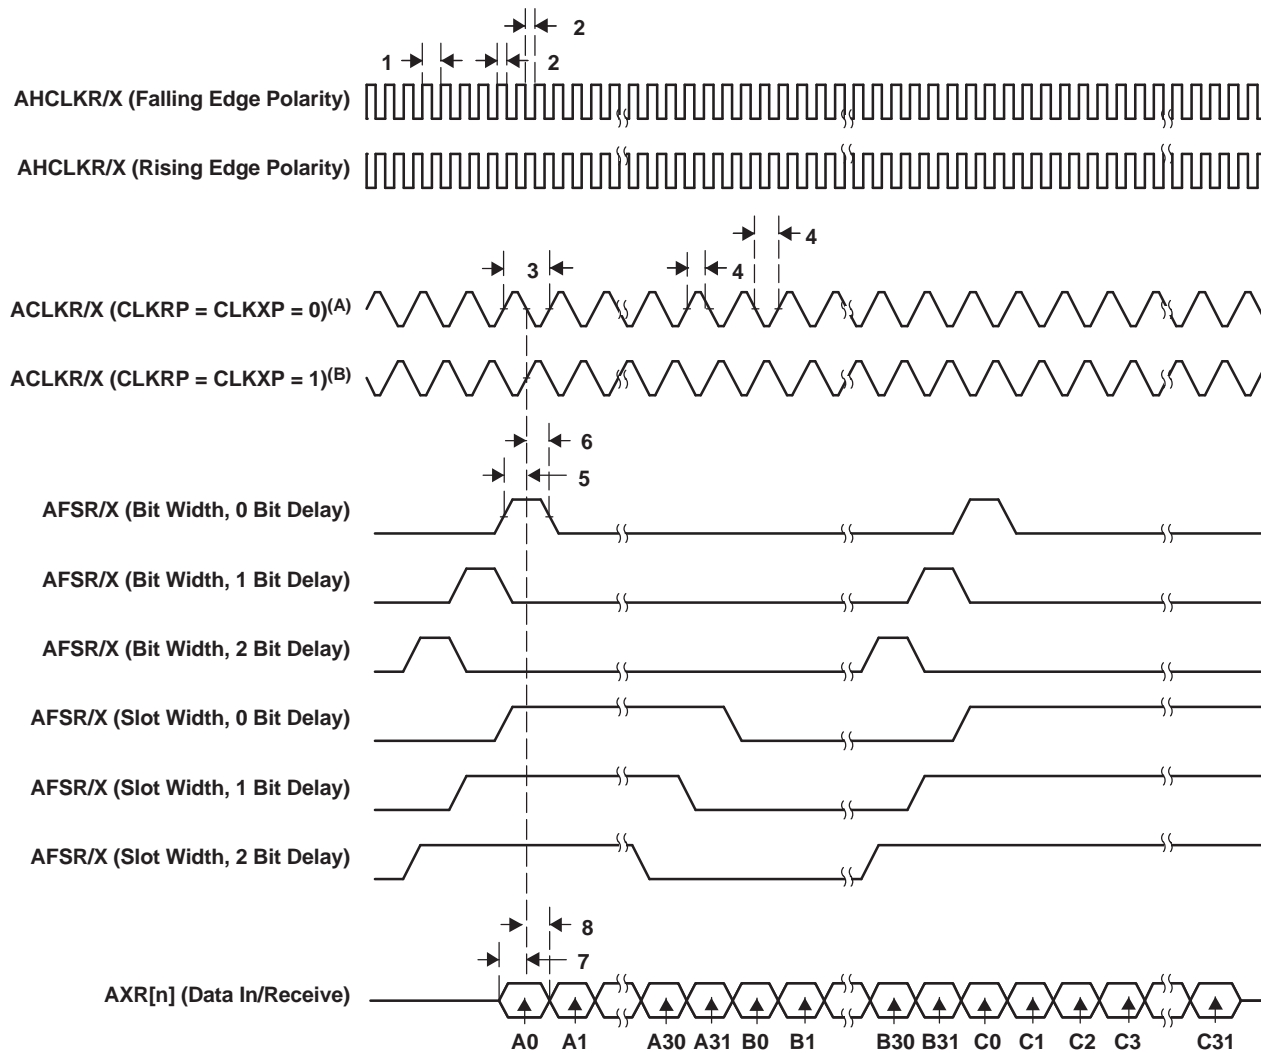 2
1
2
AHCLKR/X (Falling Edge Polarity)
AHCLKR/X (Rising Edge Polarity)
4
3
4
ACLKR/X (CLKRP = CLKXP = 0)(A)
ACLKR/X (CLKRP = CLKXP = 1)(B)
6
5
AFSR/X (Bit Width, 0 Bit Delay)
AFSR/X (Bit Width, 1 Bit Delay)
AFSR/X (Bit Width, 2 Bit Delay)
AFSR/X (Slot Width, 0 Bit Delay)
AFSR/X (Slot Width, 1 Bit Delay)
AFSR/X (Slot Width, 2 Bit Delay)
8
7
AXR[n] (Data In/Receive)
A0 A1 A30 A31 B0 B1 B30 B31 C0 C1 C2 C3 C31